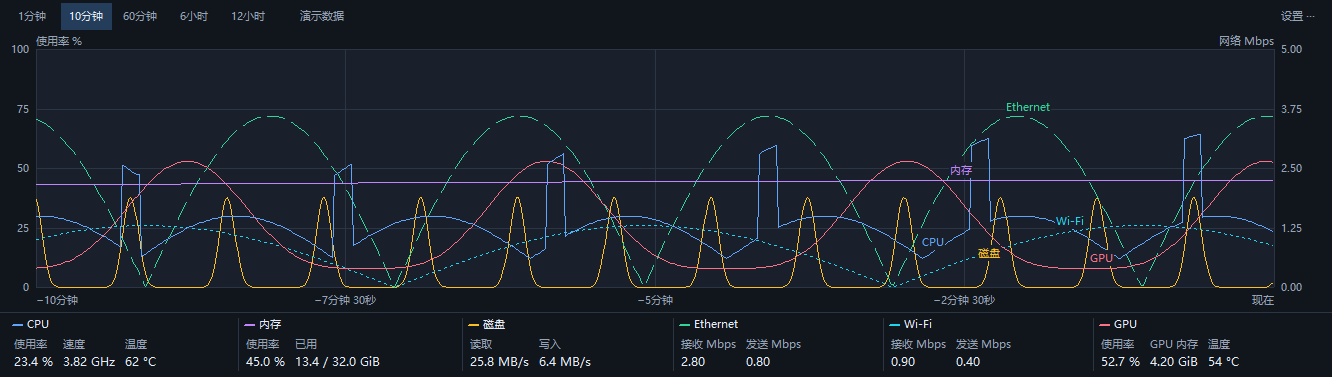 1分钟 10分钟 60分钟 6小时 12小时 演示数据 设置 ···
使用率 % 网络 Mbps
100 5.00
Ethernet
75 3.75
50 内存 2.50
Wi-Fi
25 CPU 1.25
磁盘 GPU
0 0.00
−10分钟 −7分钟 30秒 −5分钟 −2分钟 30秒 现在
CPU 内存 磁盘 Ethernet Wi-Fi GPU
使用率 速度 温度 使用率 已用 读取 写入 接收 Mbps 发送 Mbps 接收 Mbps 发送 Mbps 使用率 GPU 内存 温度
23.4 % 3.82 GHz 62 °C 45.0 % 13.4 / 32.0 GiB 25.8 MB/s 6.4 MB/s 2.80 0.80 0.90 0.40 52.7 % 4.20 GiB 54 °C